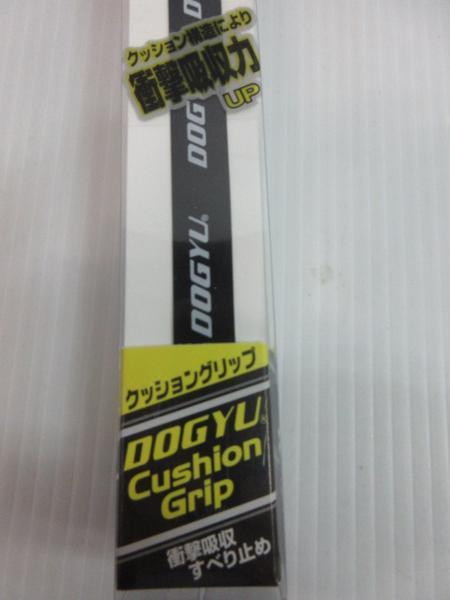 クッション構造により
衝撃吸収力
UP
DOGYU
DOGYU®
クッショングリップ
DOGYU®
Cushion
Grip
衝撃吸収
すべり止め